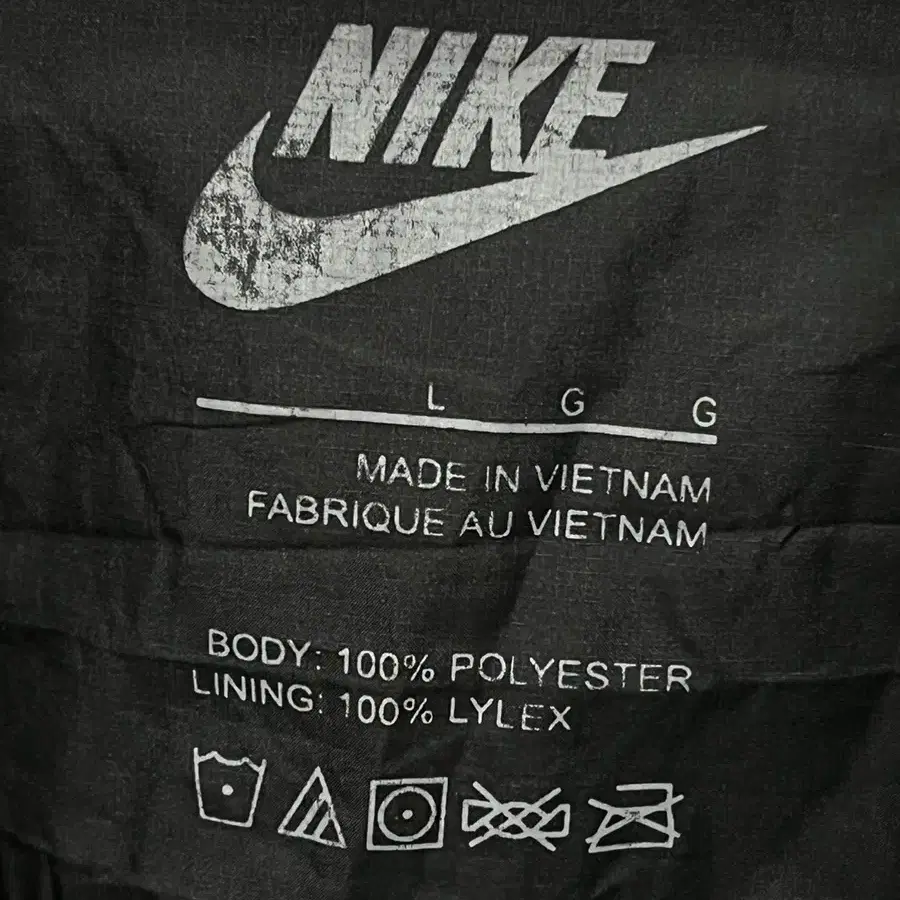 NIKE
L G G
MADE IN VIETNAM
FABRIQUE AU VIETNAM
BODY: 100% POLYESTER
LINING: 100% LYLEX